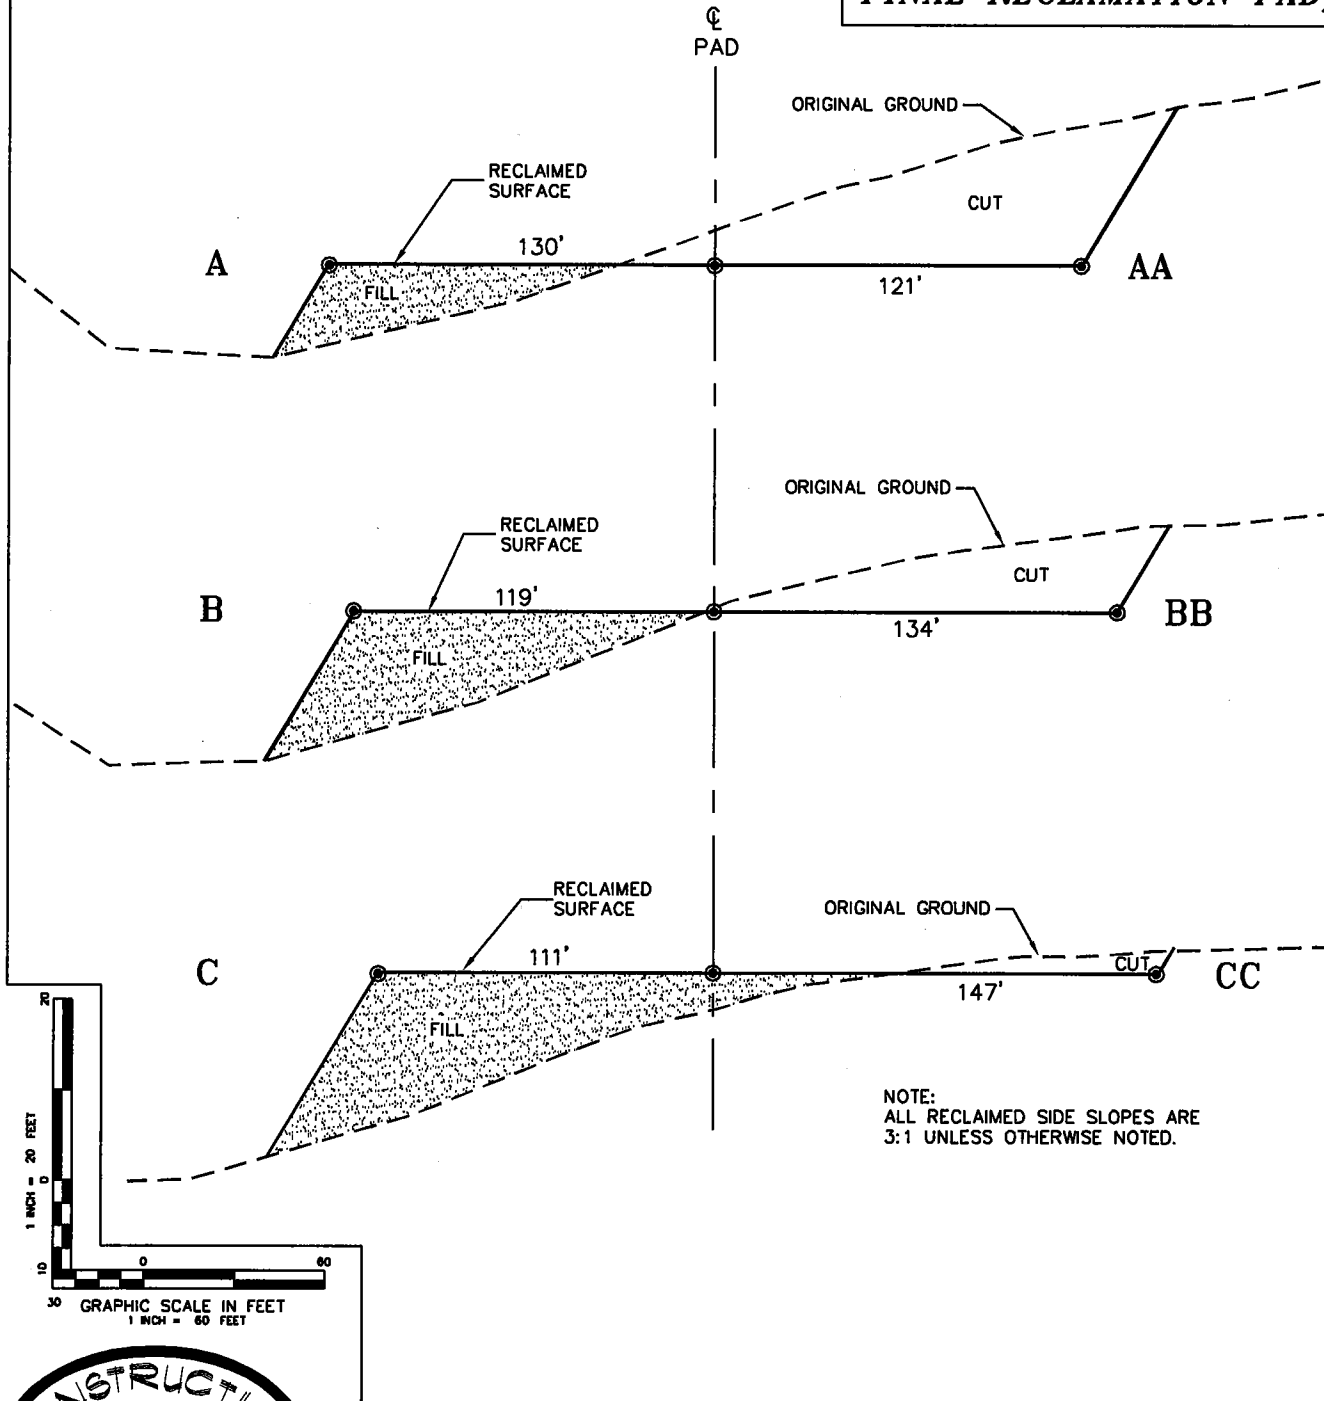 FINAL RECLAMATION PAD
℄
PAD
ORIGINAL GROUND
RECLAIMED
SURFACE
CUT
130'
A
AA
FILL
121'
ORIGINAL GROUND
RECLAIMED
SURFACE
CUT
119'
B
BB
134'
FILL
RECLAIMED
SURFACE
ORIGINAL GROUND
111'
CUT
C
CC
147'
20
FILL
NOTE:
ALL RECLAIMED SIDE SLOPES ARE
3:1 UNLESS OTHERWISE NOTED.
1 INCH = 20 FEET
0
10
0
60
30
GRAPHIC SCALE IN FEET
1 INCH = 60 FEET